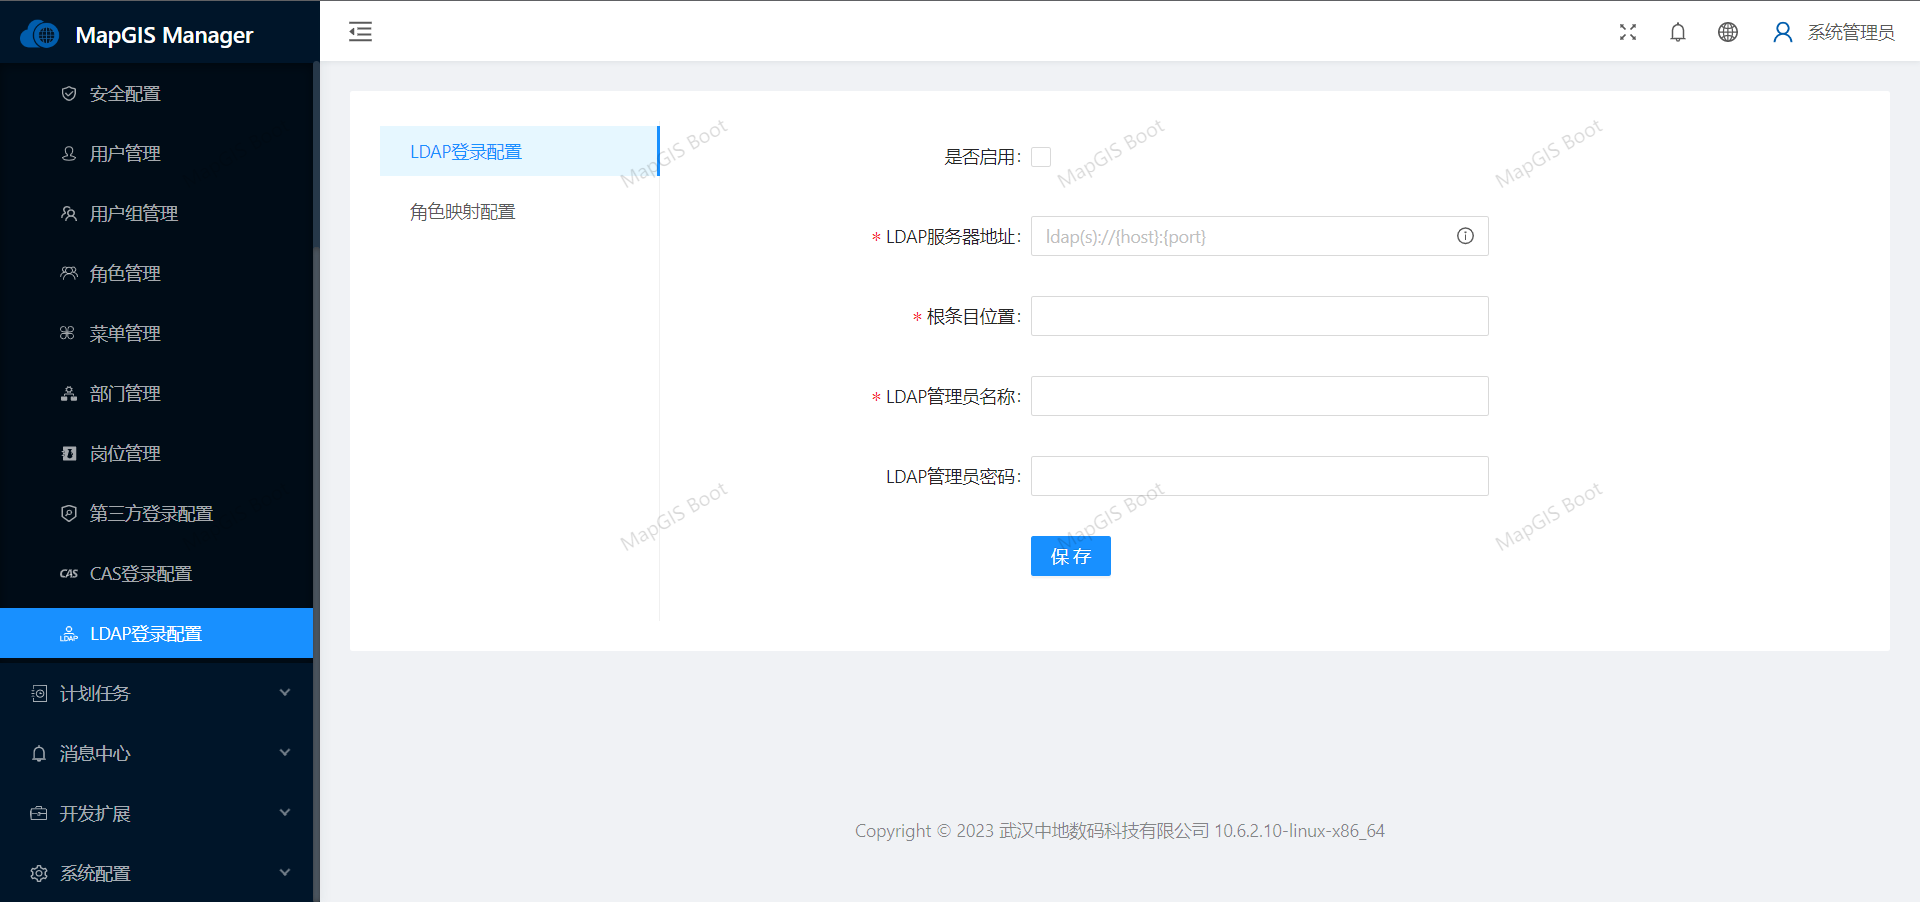 MapGIS Manager
系统管理员
安全配置
用户管理
用户组管理
角色管理
菜单管理
部门管理
岗位管理
第三方登录配置
CAS CAS登录配置
LDAP LDAP登录配置
计划任务
消息中心
开发扩展
系统配置
LDAP登录配置
角色映射配置
是否启用:
* LDAP服务器地址: ldap(s)://{host}:{port}
* 根条目位置:
* LDAP管理员名称:
LDAP管理员密码:
保存
MapGIS Boot
MapGIS Boot
MapGIS Boot
MapGIS Boot
MapGIS Boot
MapGIS Boot
Copyright © 2023 武汉中地数码科技有限公司 10.6.2.10-linux-x86_64